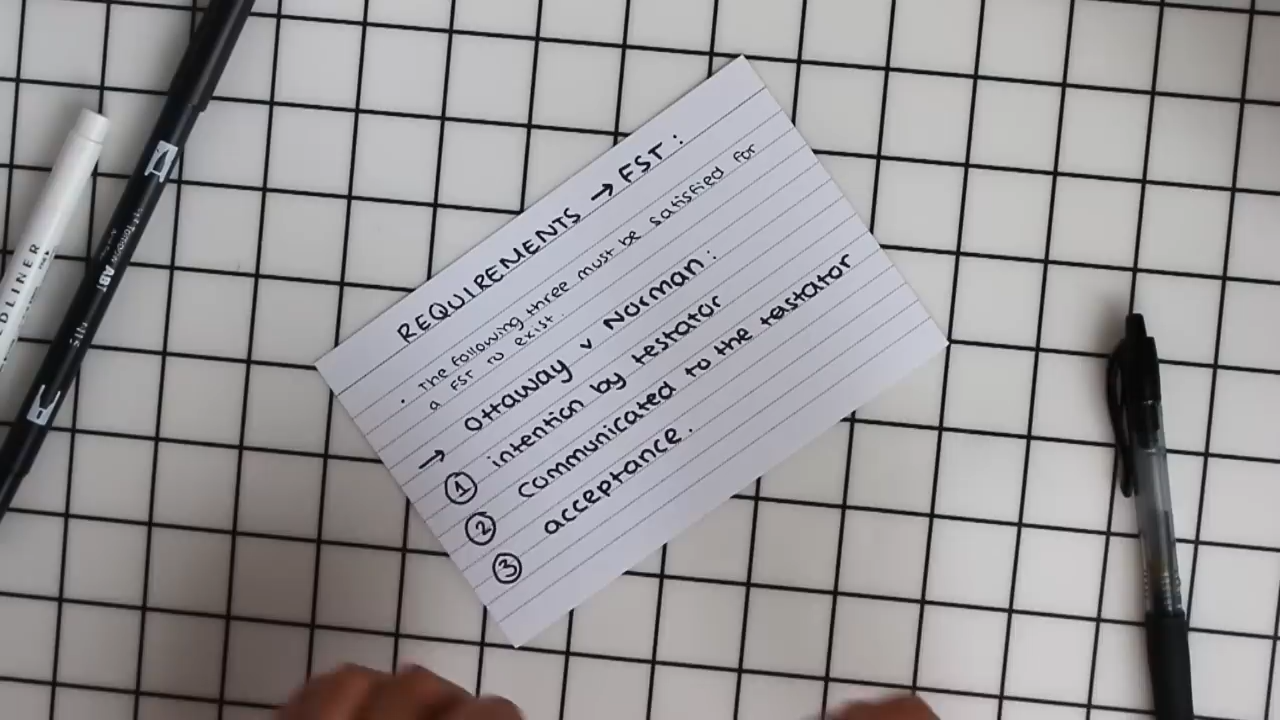 REQUIREMENTS → FST:
• The following three must be satisfied for
a FST to exist.
→ Ottaway v Norman:
① intention by testator
② communicated to the testator
③ acceptance.